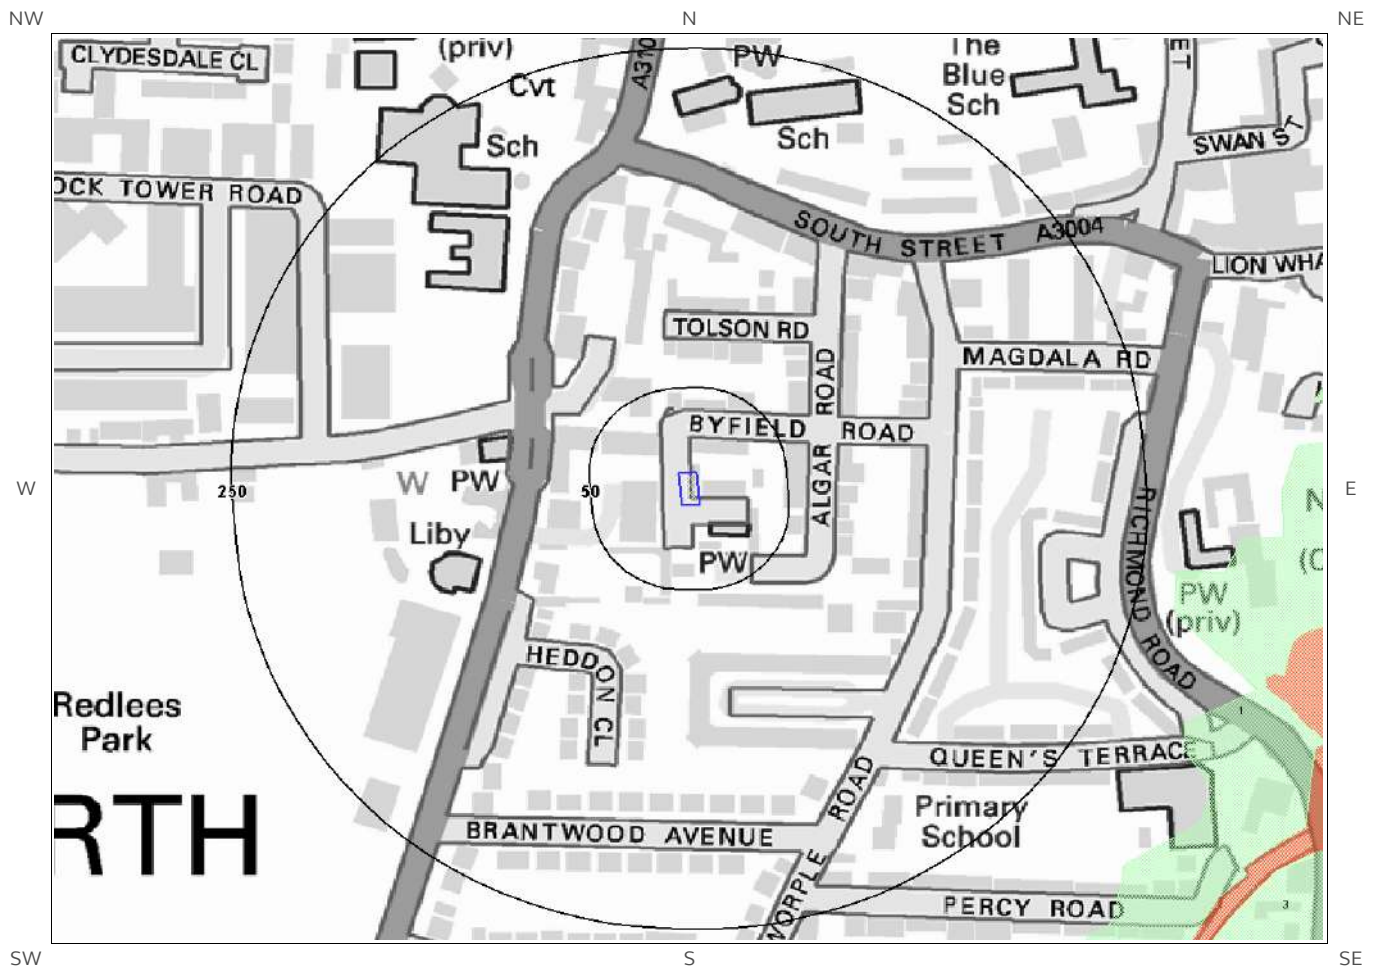 NW
N
NE
CLYDESDALE CL
(priv)
A310
PW
The
Blue
Sch
ET
Cvt
Sch
Sch
SWAN ST
OCK TOWER ROAD
SOUTH STREET A3004
LION WHA
TOLSON RD
MAGDALA RD
ALGAR ROAD
BYFIELD ROAD
W
250
W
PW
50
E
RICHMOND ROAD
N
Liby
PW
(C
PW
(priv)
HEDDON CL
Redlees
Park
1
QUEEN'S TERRACE
WORPLE ROAD
RTH
BRANTWOOD AVENUE
Primary
School
PERCY ROAD
3
SW
S
SE